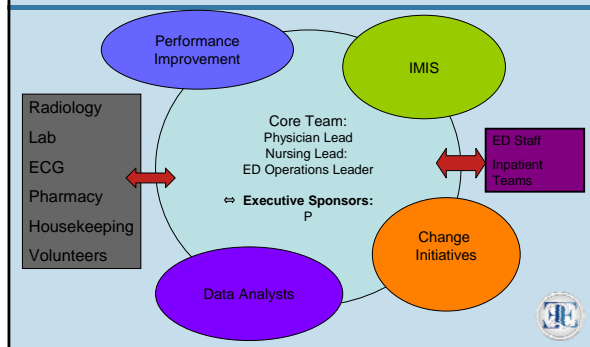 Performance
Improvement
IMIS
Radiology
Lab
ECG
Pharmacy
Housekeeping
Volunteers
Core Team:
Physician Lead
Nursing Lead:
ED Operations Leader
⇔ Executive Sponsors:
P
ED Staff
Inpatient
Teams
Change
Initiatives
Data Analysts